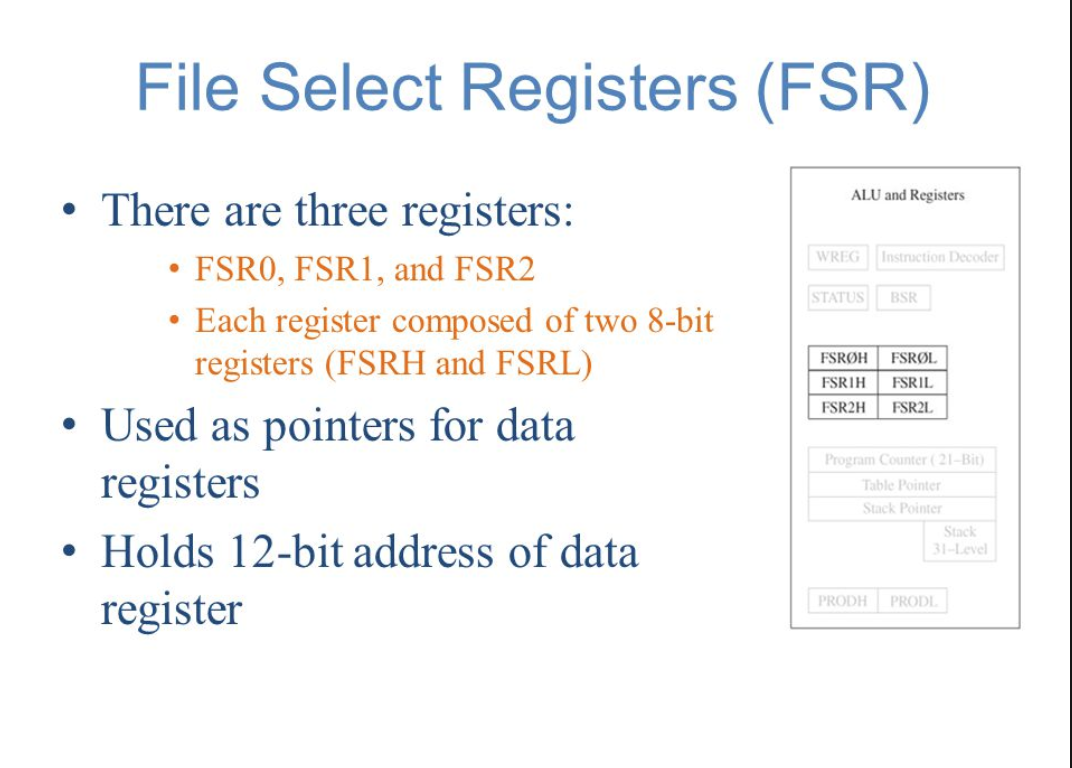 File Select Registers (FSR)
• There are three registers:
• FSR0, FSR1, and FSR2
• Each register composed of two 8-bit
registers (FSRH and FSRL)
• Used as pointers for data
registers
• Holds 12-bit address of data
register
ALU and Registers
WREG Instruction Decoder
STATUS BSR
FSRØH FSRØL
FSR1H FSR1L
FSR2H FSR2L
Program Counter ( 21–Bit)
Table Pointer
Stack Pointer
Stack
31–Level
PRODH PRODL